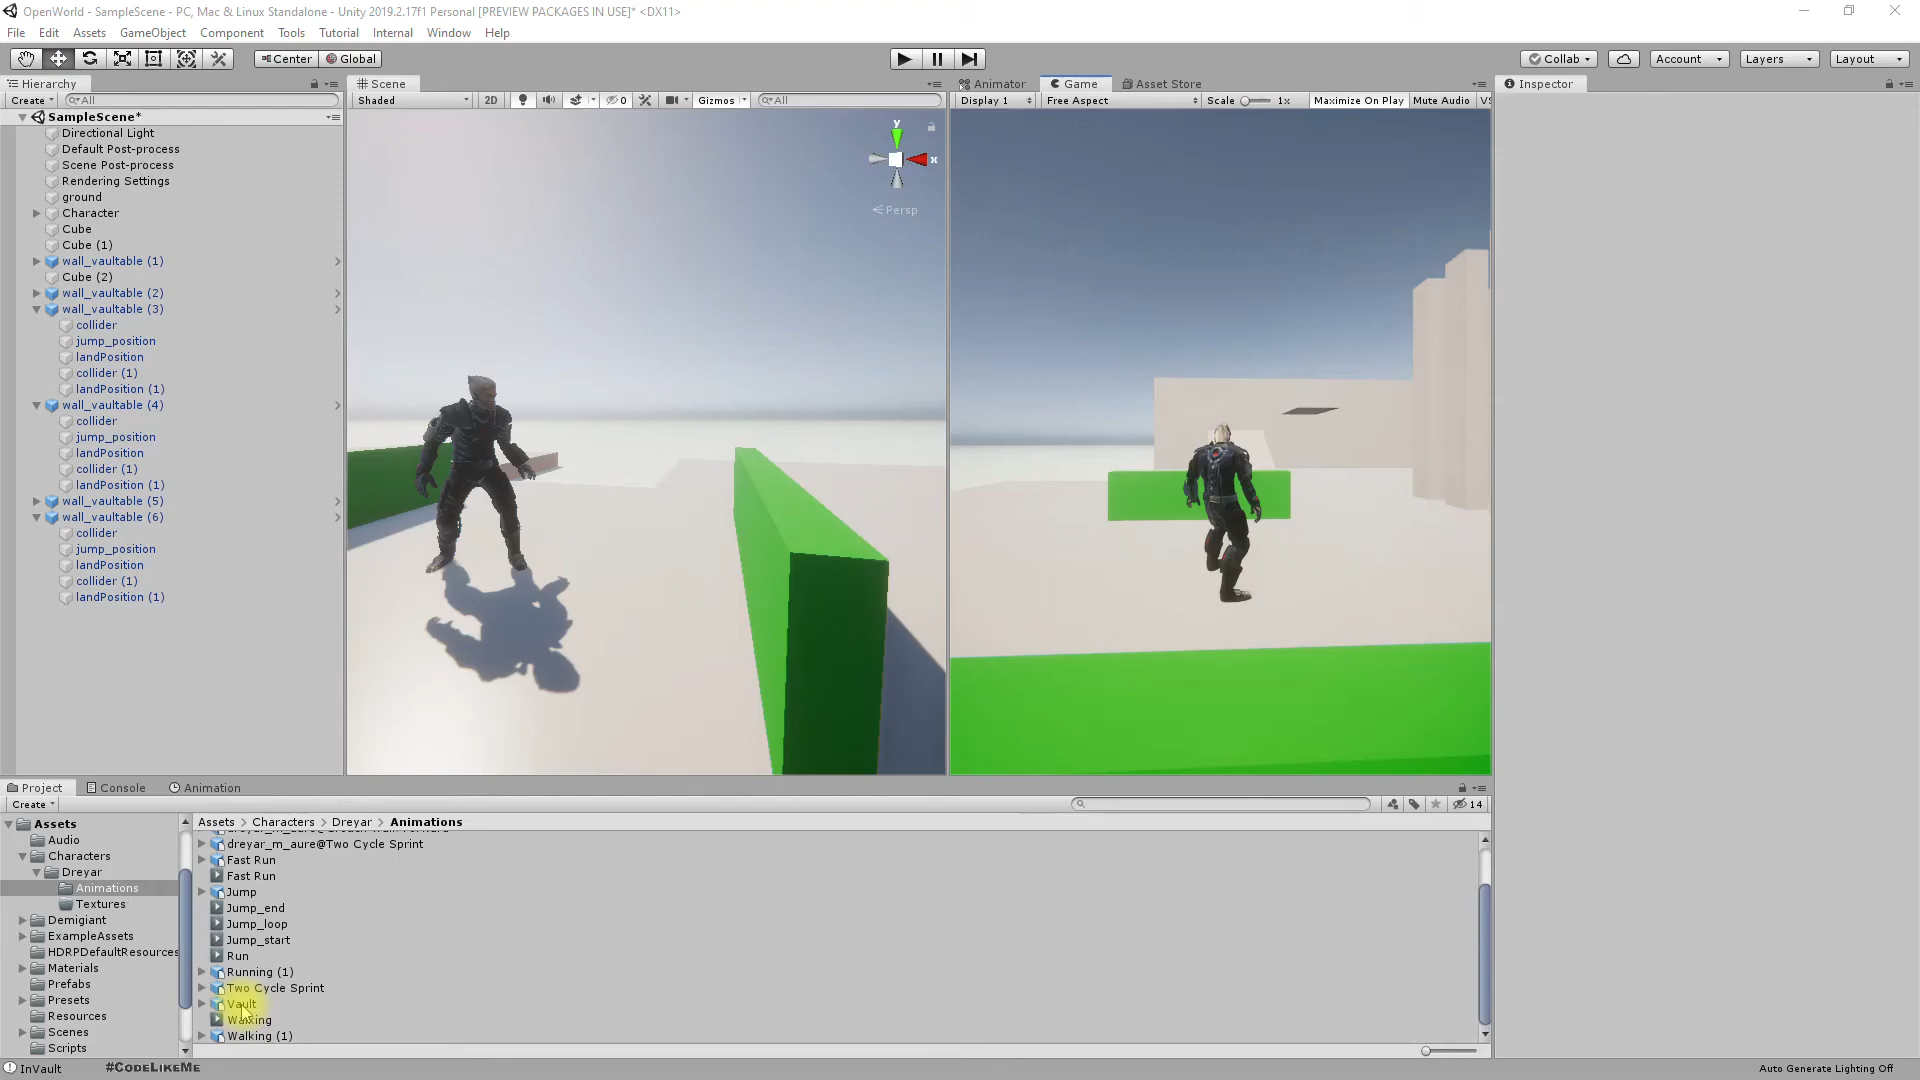 OpenWorld - SampleScene - PC, Mac & Linux Standalone - Unity 2019.2.17f1 Personal [PREVIEW PACKAGES IN USE]* <DX11>
File Edit Assets GameObject Component Tools Tutorial Internal Window Help
Center Global Collab Account Layers Layout
Hierarchy Scene Animator Game Asset Store Inspector
Create All Shaded 2D 0 Gizmos All Display 1 Free Aspect Scale 1x Maximize On Play Mute Audio
SampleScene*
Directional Light
Default Post-process
Scene Post-process
Rendering Settings
ground
Character
Cube
Cube (1)
wall_vaultable (1)
Cube (2)
wall_vaultable (2)
wall_vaultable (3)
collider
jump_position
landPosition
collider (1)
landPosition (1)
wall_vaultable (4)
collider
jump_position
landPosition
collider (1)
landPosition (1)
wall_vaultable (5)
wall_vaultable (6)
collider
jump_position
landPosition
collider (1)
landPosition (1)
y
x
Persp
Project Console Animation
Create 14
Assets
Audio
Characters
Dreyar
Animations
Textures
Demigiant
ExampleAssets
HDRPDefaultResources
Materials
Prefabs
Presets
Resources
Scenes
Scripts
Assets > Characters > Dreyar > Animations
dreyar_m_aure@Two Cycle Sprint
Fast Run
Fast Run
Jump
Jump_end
Jump_loop
Jump_start
Run
Running (1)
Two Cycle Sprint
Vault
Walking
Walking (1)
InVault #CODELIKEME Auto Generate Lighting Off